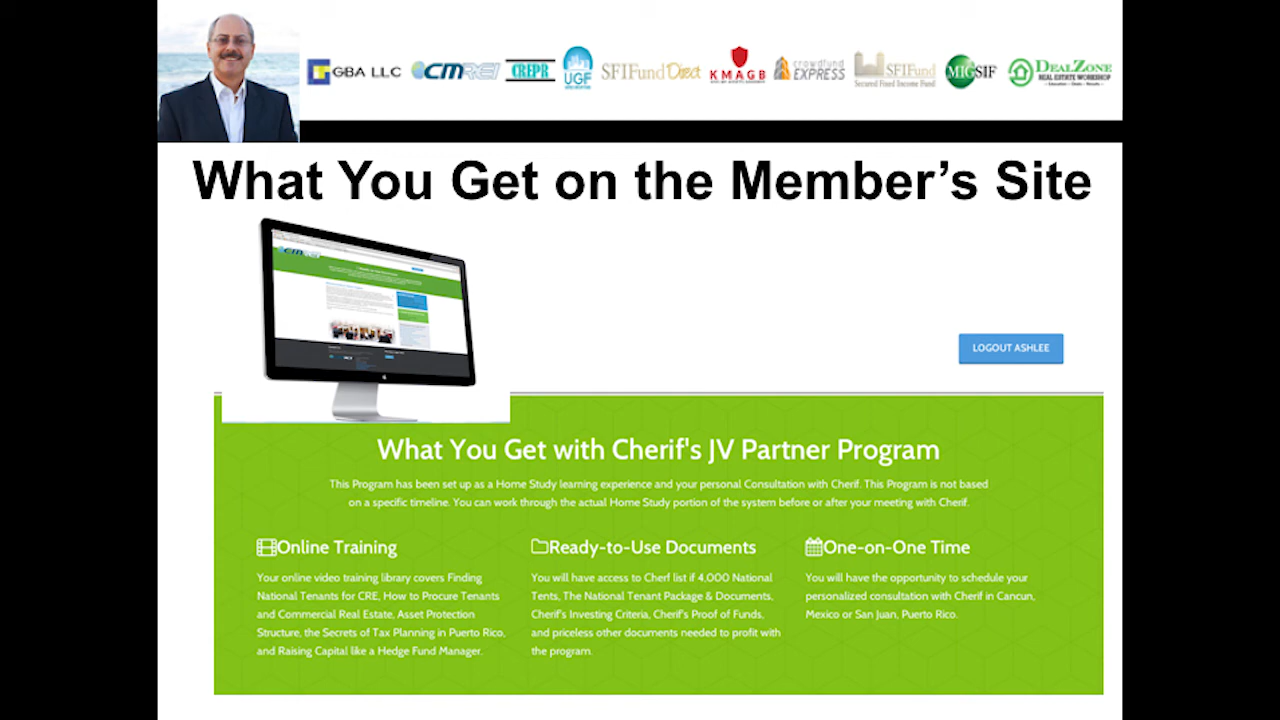 GBA LLC
CMREI
CREPR
UGF
SFIFund Direct
KMAGB
crowdfund
EXPRESS
SFIFund
Secured Fixed Income Fund
MIGSIF
DEALZONE
REAL ESTATE WORKSHOP
What You Get on the Member’s Site
CMREI
LOGOUT ASHLEE
What You Get with Cherif's JV Partner Program
This Program has been set up as a Home Study learning experience and your personal Consultation with Cherif. This Program is not based
on a specific timeline. You can work through the actual Home Study portion of the system before or after your meeting with Cherif.
Online Training
Your online video training library covers Finding
National Tenants for CRE, How to Procure Tenants
and Commercial Real Estate, Asset Protection
Structure, the Secrets of Tax Planning in Puerto Rico,
and Raising Capital like a Hedge Fund Manager.
Ready-to-Use Documents
You will have access to Cherf list if 4,000 National
Tents, The National Tenant Package & Documents,
Cherif's Investing Criteria, Cherif's Proof of Funds,
and priceless other documents needed to profit with
the program.
One-on-One Time
You will have the opportunity to schedule your
personalized consultation with Cherif in Cancun,
Mexico or San Juan, Puerto Rico.